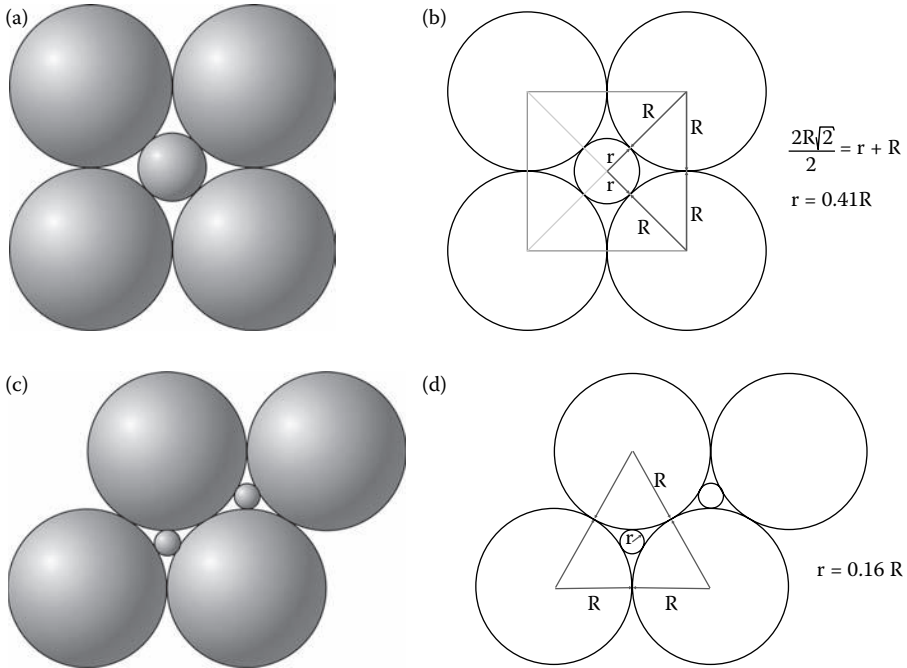 (a)
(b)
R
R
r
r
R
R
2R√2/2 = r + R
r = 0.41R
(c)
(d)
R
r
R
R
r = 0.16 R